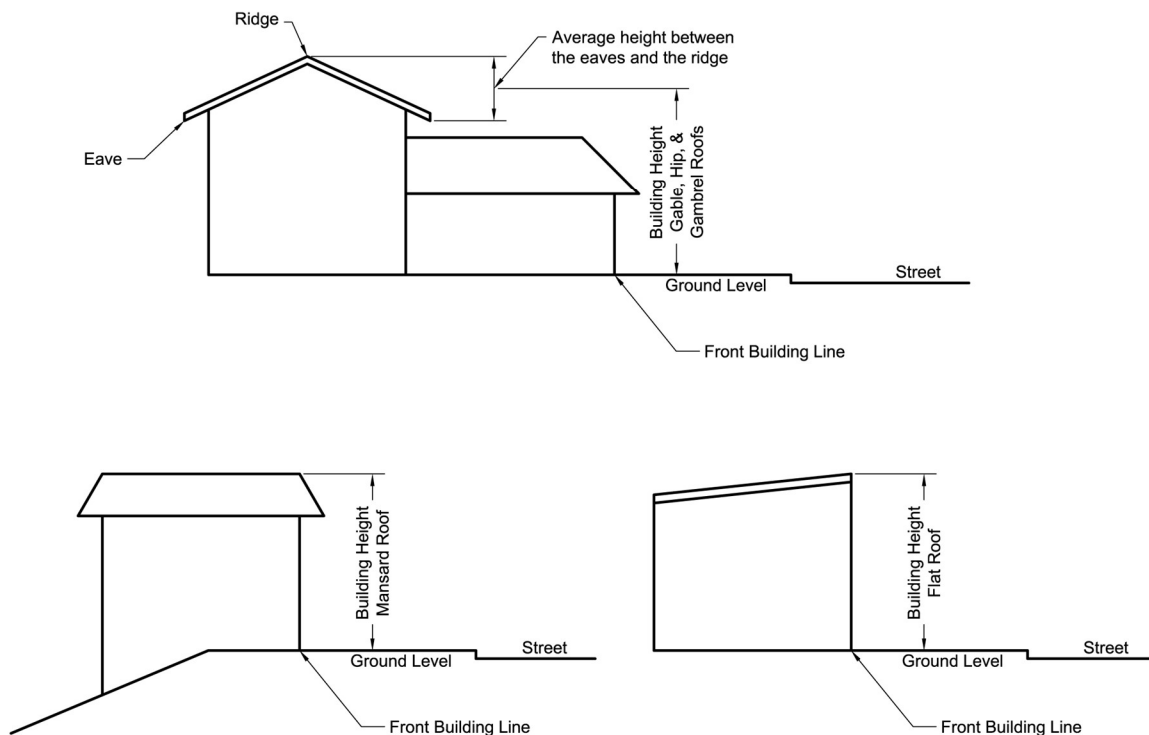 Ridge
Average height between
the eaves and the ridge
Eave
Building Height
Gable, Hip, &
Gambrel Roofs
Street
Ground Level
Front Building Line
Building Height
Mansard Roof
Street
Ground Level
Front Building Line
Building Height
Flat Roof
Street
Ground Level
Front Building Line